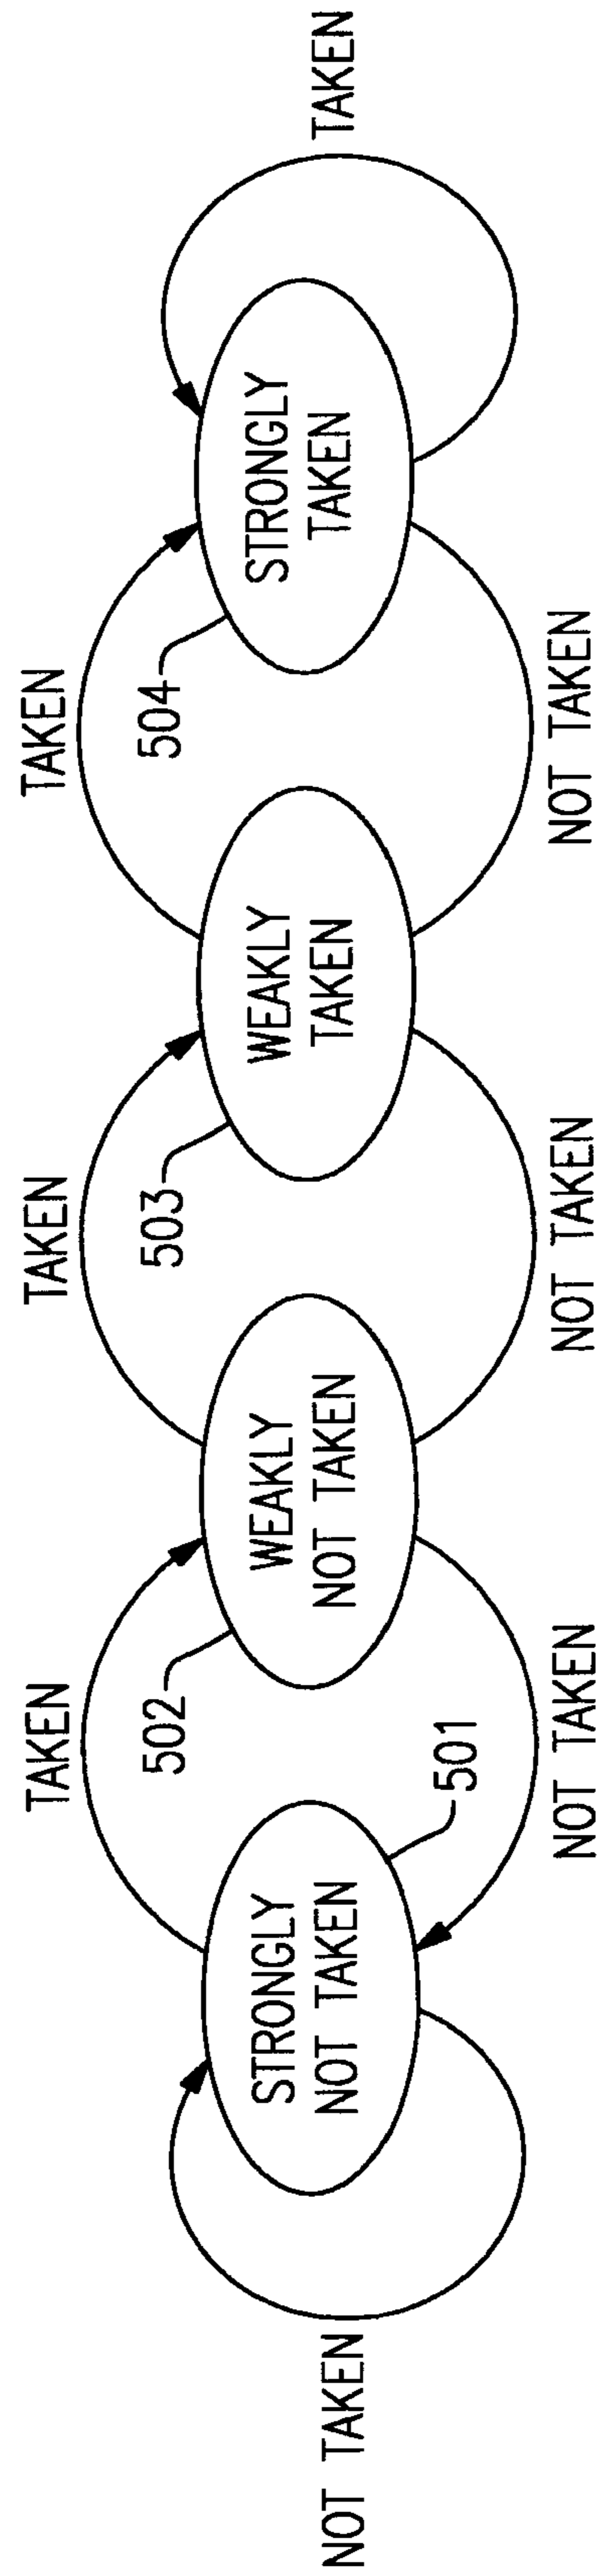 TAKEN
TAKEN
TAKEN
502
503
504
NOT TAKEN
STRONGLY
NOT TAKEN
WEAKLY
NOT TAKEN
WEAKLY
TAKEN
STRONGLY
TAKEN
TAKEN
501
NOT TAKEN
NOT TAKEN
NOT TAKEN